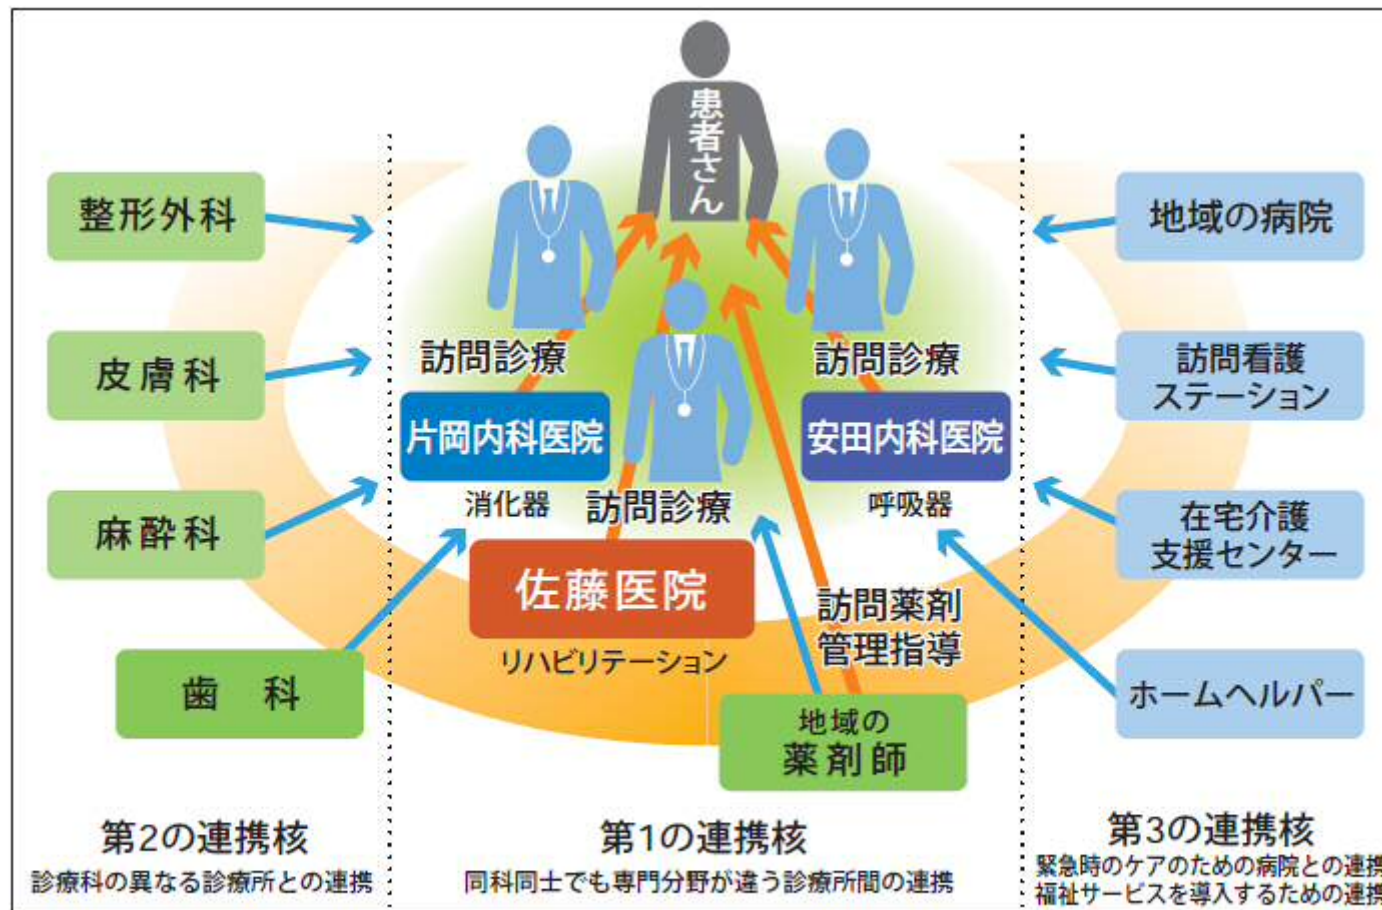 患者さん
整形外科
皮膚科
麻酔科
歯　科
訪問診療
片岡内科医院
消化器
訪問診療
佐藤医院
リハビリテーション
訪問診療
安田内科医院
呼吸器
訪問薬剤
管理指導
地域の
薬剤師
地域の病院
訪問看護
ステーション
在宅介護
支援センター
ホームヘルパー
第2の連携核
診療科の異なる診療所との連携
第1の連携核
同科同士でも専門分野が違う診療所間の連携
第3の連携核
緊急時のケアのための病院との連携
福祉サービスを導入するための連携